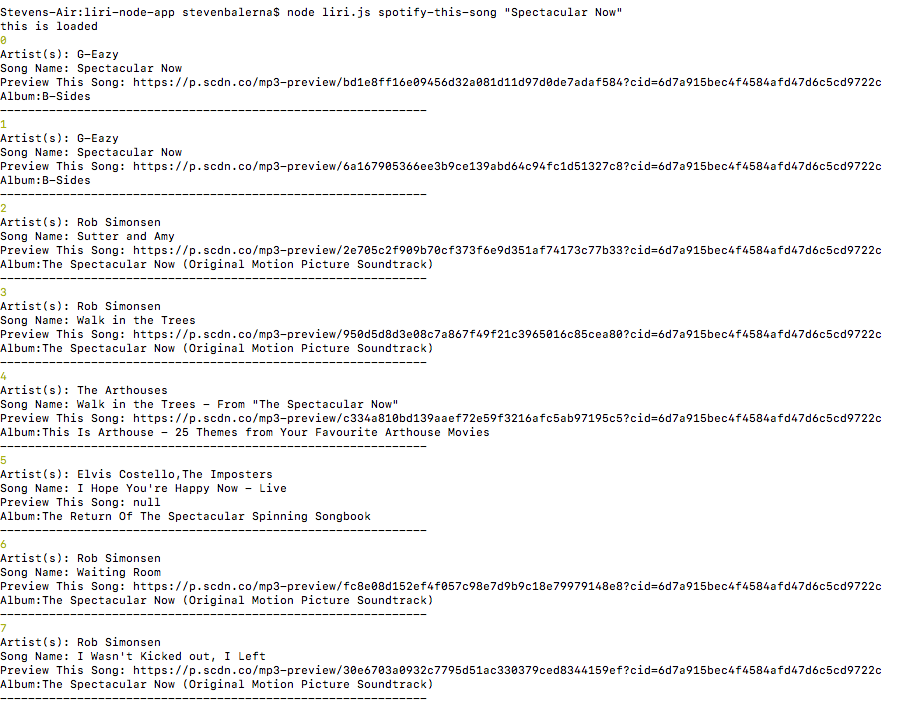 Stevens-Air:liri-node-app stevenbalerna$ node liri.js spotify-this-song "Spectacular Now"
this is loaded
0
Artist(s): G-Eazy
Song Name: Spectacular Now
Preview This Song: https://p.scdn.co/mp3-preview/bd1e8ff16e09456d32a081d11d97d0de7adaf584?cid=6d7a915bec4f4584afd47d6c5cd9722c
Album:B-Sides
-------------------------------------------------------------
1
Artist(s): G-Eazy
Song Name: Spectacular Now
Preview This Song: https://p.scdn.co/mp3-preview/6a167905366ee3b9ce139abd64c94fc1d51327c8?cid=6d7a915bec4f4584afd47d6c5cd9722c
Album:B-Sides
-------------------------------------------------------------
2
Artist(s): Rob Simonsen
Song Name: Sutter and Amy
Preview This Song: https://p.scdn.co/mp3-preview/2e705c2f909b70cf373f6e9d351af74173c77b33?cid=6d7a915bec4f4584afd47d6c5cd9722c
Album:The Spectacular Now (Original Motion Picture Soundtrack)
-------------------------------------------------------------
3
Artist(s): Rob Simonsen
Song Name: Walk in the Trees
Preview This Song: https://p.scdn.co/mp3-preview/950d5d8d3e08c7a867f49f21c3965016c85cea80?cid=6d7a915bec4f4584afd47d6c5cd9722c
Album:The Spectacular Now (Original Motion Picture Soundtrack)
-------------------------------------------------------------
4
Artist(s): The Arthouses
Song Name: Walk in the Trees - From "The Spectacular Now"
Preview This Song: https://p.scdn.co/mp3-preview/c334a810bd139aaef72e59f3216afc5ab97195c5?cid=6d7a915bec4f4584afd47d6c5cd9722c
Album:This Is Arthouse - 25 Themes from Your Favourite Arthouse Movies
-------------------------------------------------------------
5
Artist(s): Elvis Costello,The Imposters
Song Name: I Hope You're Happy Now - Live
Preview This Song: null
Album:The Return Of The Spectacular Spinning Songbook
-------------------------------------------------------------
6
Artist(s): Rob Simonsen
Song Name: Waiting Room
Preview This Song: https://p.scdn.co/mp3-preview/fc8e08d152ef4f057c98e7d9b9c18e79979148e8?cid=6d7a915bec4f4584afd47d6c5cd9722c
Album:The Spectacular Now (Original Motion Picture Soundtrack)
-------------------------------------------------------------
7
Artist(s): Rob Simonsen
Song Name: I Wasn't Kicked out, I Left
Preview This Song: https://p.scdn.co/mp3-preview/30e6703a0932c7795d51ac330379ced8344159ef?cid=6d7a915bec4f4584afd47d6c5cd9722c
Album:The Spectacular Now (Original Motion Picture Soundtrack)
-------------------------------------------------------------